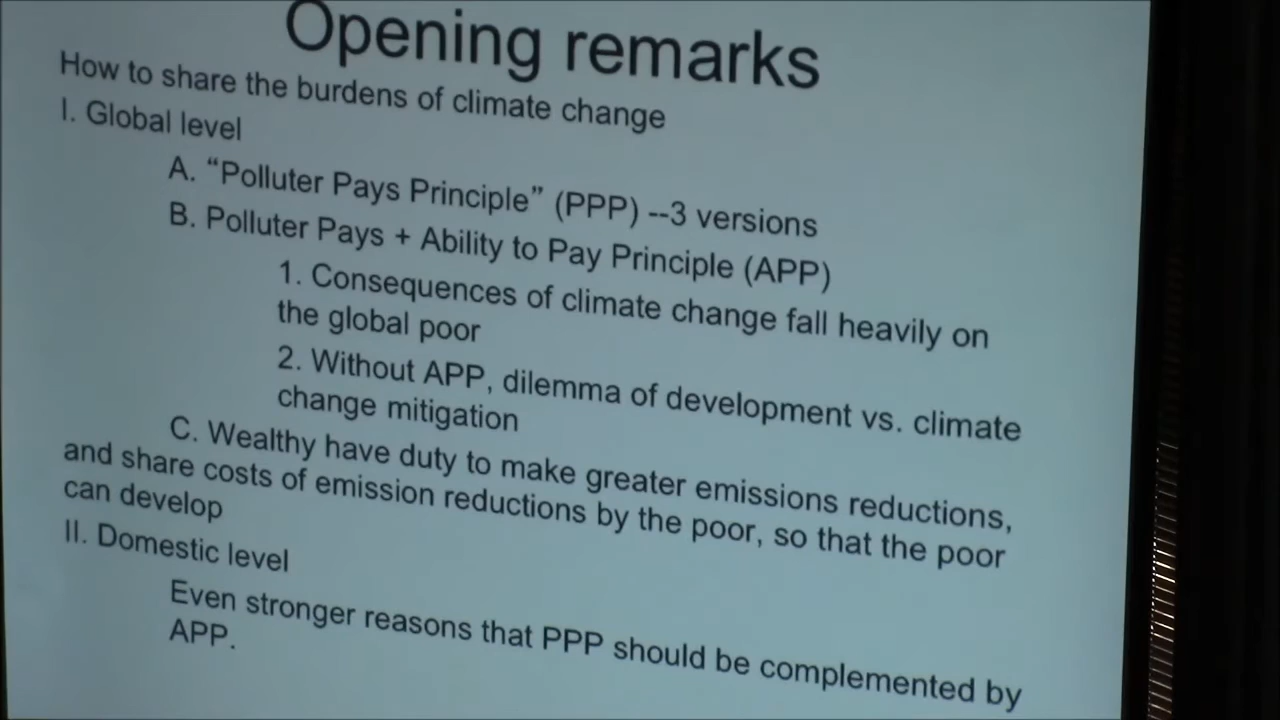 Opening remarks
How to share the burdens of climate change
I. Global level
A. “Polluter Pays Principle” (PPP) --3 versions
B. Polluter Pays + Ability to Pay Principle (APP)
1. Consequences of climate change fall heavily on
the global poor
2. Without APP, dilemma of development vs. climate
change mitigation
C. Wealthy have duty to make greater emissions reductions,
and share costs of emission reductions by the poor, so that the poor
can develop
II. Domestic level
Even stronger reasons that PPP should be complemented by
APP.